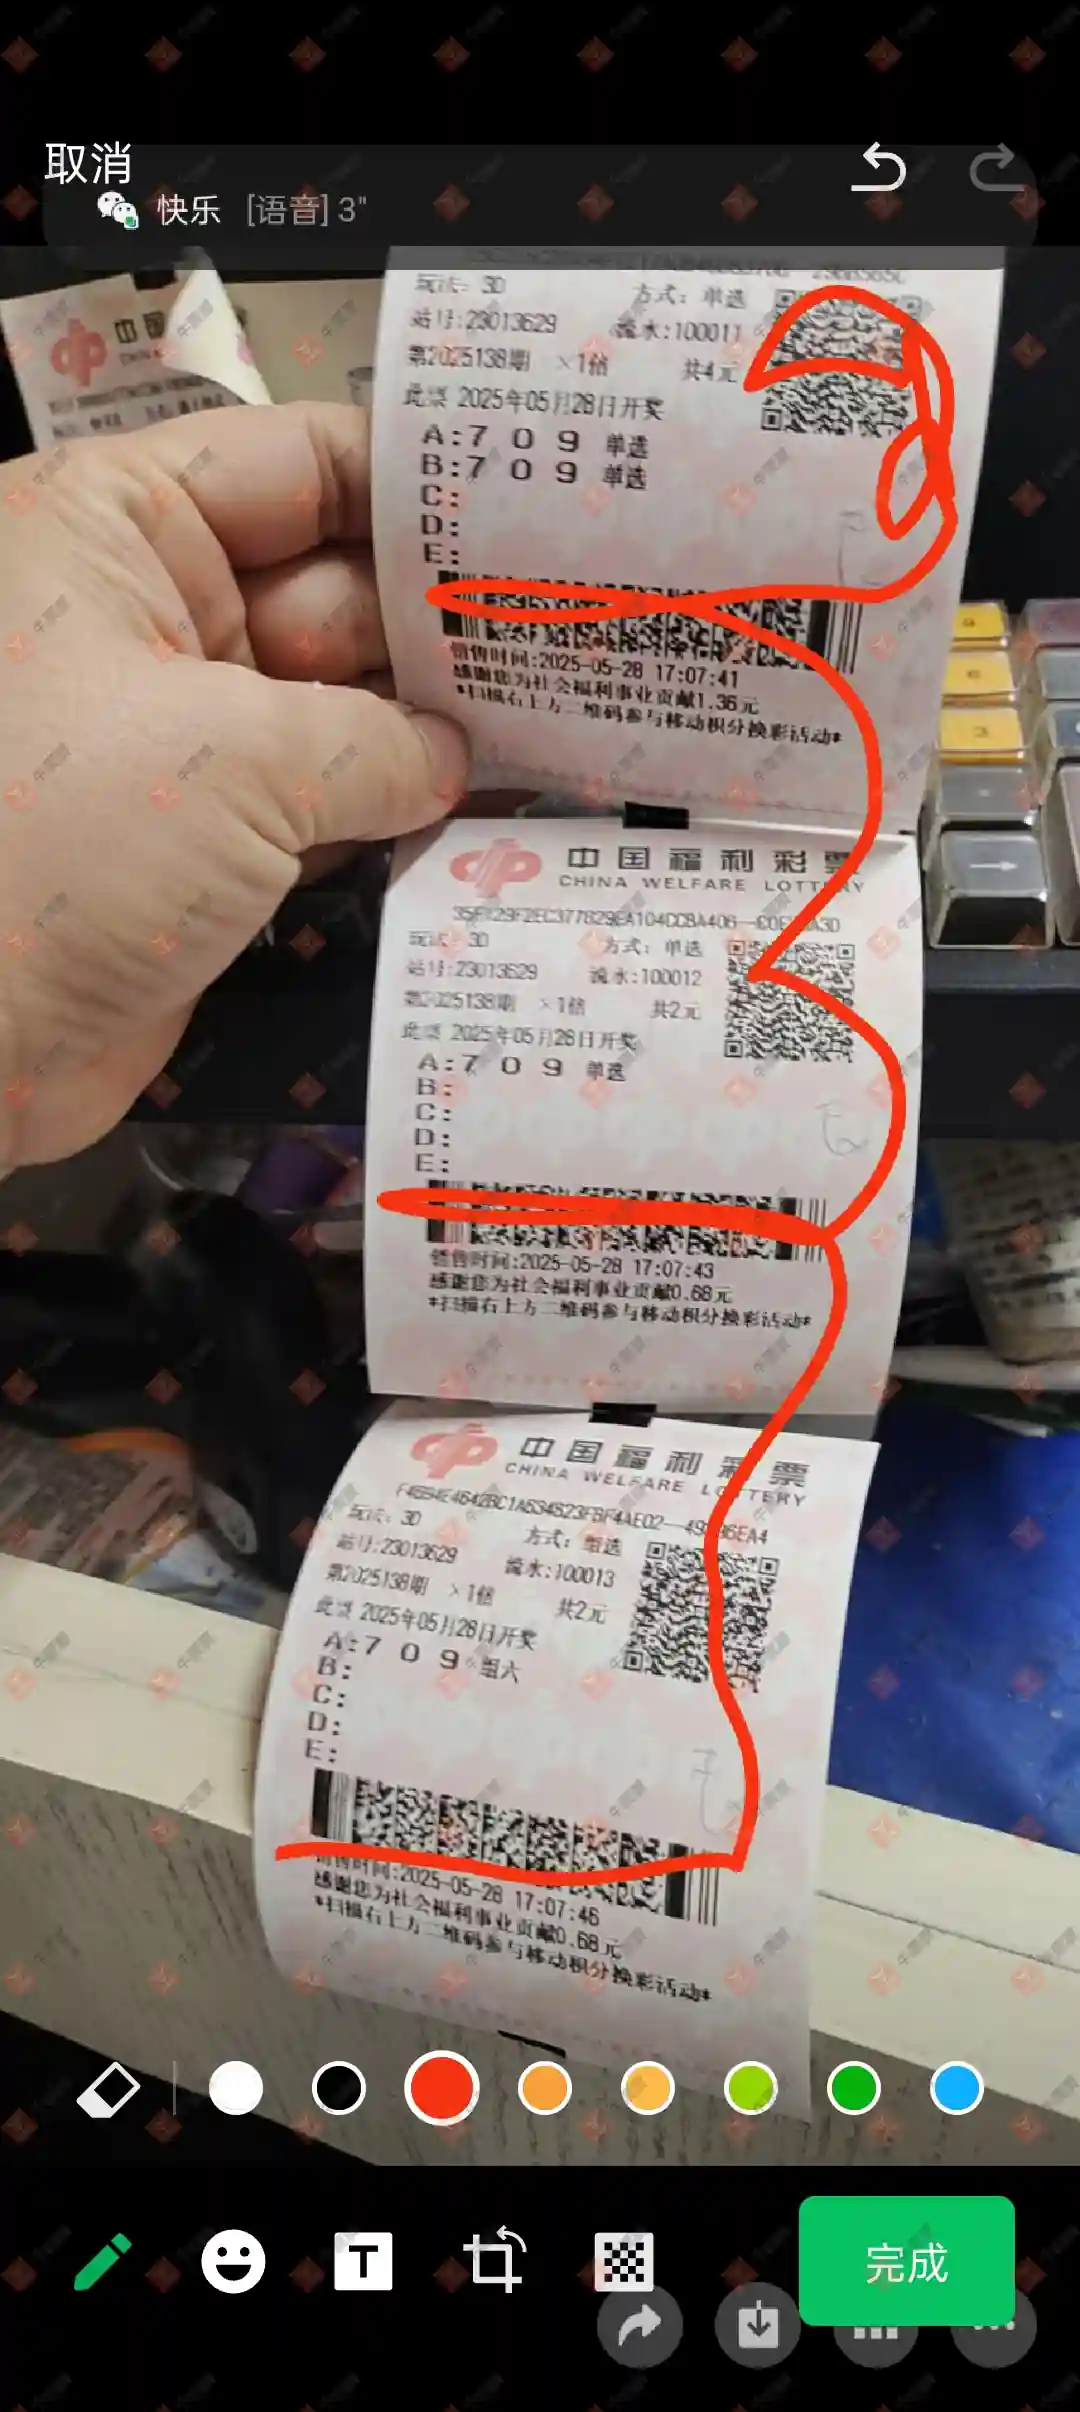 取消
快乐 [语音] 3"
玩法: 3D 方式: 单选
站号:23013629 流水:100011
第2025138期 ×1倍 共4元
此票 2025年05月28日开奖
A:7 0 9 单选
B:7 0 9 单选
C:
D:
E:
销售时间:2025-05-28 17:07:41
感谢您为社会福利事业贡献1.36元
*扫描右上方二维码参与移动积分换彩活动*
中国福利彩票
CHINA WELFARE LOTTERY
玩法: 3D 方式: 单选
站号:23013629 流水:100012
第2025138期 ×1倍 共2元
此票 2025年05月28日开奖
A:7 0 9 单选
B:
C:
D:
E:
销售时间:2025-05-28 17:07:43
感谢您为社会福利事业贡献0.68元
*扫描右上方二维码参与移动积分换彩活动*
中国福利彩票
CHINA WELFARE LOTTERY
玩法: 3D 方式: 组选
站号:23013629 流水:100013
第2025138期 ×1倍 共2元
此票 2025年05月28日开奖
A:7 0 9 组六
B:
C:
D:
E:
销售时间:2025-05-28 17:07:46
感谢您为社会福利事业贡献0.68元
*扫描右上方二维码参与移动积分换彩活动*
T
完成